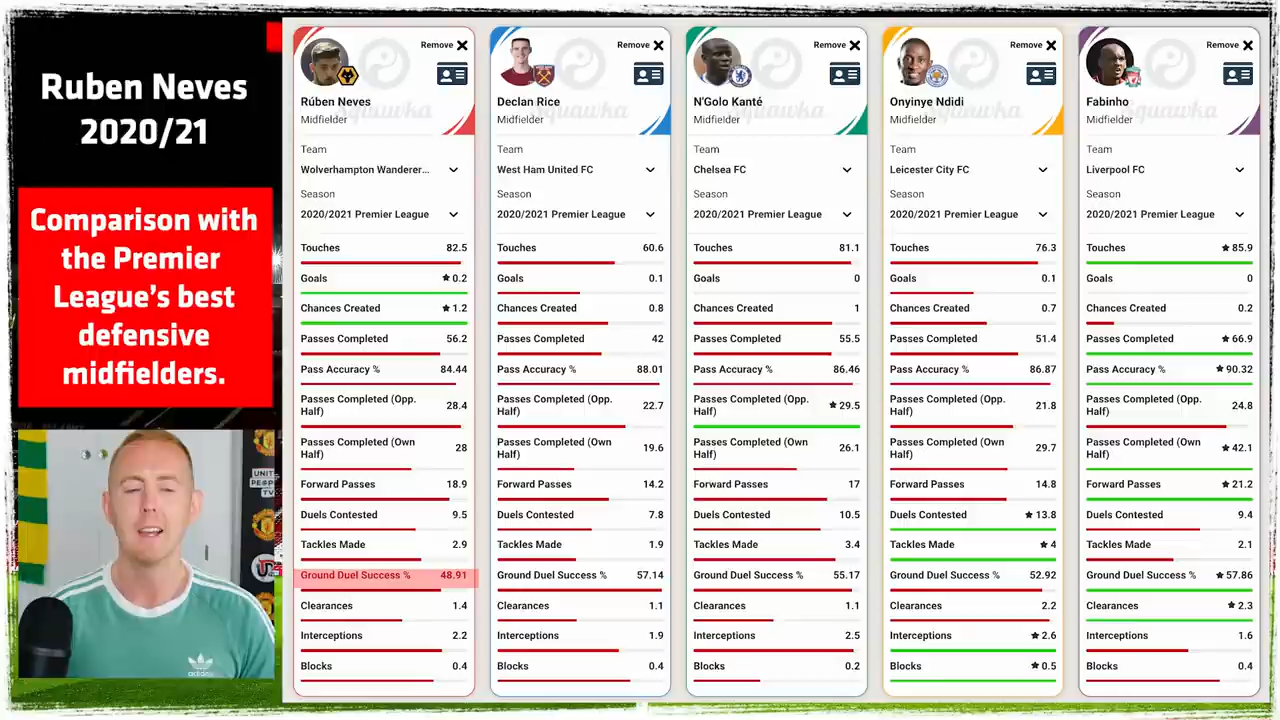 Ruben Neves
2020/21
Comparison with
the Premier
League's best
defensive
midfielders.
UNITED
PEOPLE'S
TV
Remove
Squawka
Rúben Neves
Midfielder
Team
Wolverhampton Wanderer...
Season
2020/2021 Premier League
Touches 82.5
Goals ★ 0.2
Chances Created ★ 1.2
Passes Completed 56.2
Pass Accuracy % 84.44
Passes Completed (Opp.
Half) 28.4
Passes Completed (Own
Half) 28
Forward Passes 18.9
Duels Contested 9.5
Tackles Made 2.9
Ground Duel Success % 48.91
Clearances 1.4
Interceptions 2.2
Blocks 0.4
Remove
Declan Rice
Midfielder
Team
West Ham United FC
Season
2020/2021 Premier League
Touches 60.6
Goals 0.1
Chances Created 0.8
Passes Completed 42
Pass Accuracy % 88.01
Passes Completed (Opp.
Half) 22.7
Passes Completed (Own
Half) 19.6
Forward Passes 14.2
Duels Contested 7.8
Tackles Made 1.9
Ground Duel Success % 57.14
Clearances 1.1
Interceptions 1.9
Blocks 0.4
Remove
Squawka
N'Golo Kanté
Midfielder
Team
Chelsea FC
Season
2020/2021 Premier League
Touches 81.1
Goals 0
Chances Created 1
Passes Completed 55.5
Pass Accuracy % 86.46
Passes Completed (Opp.
Half) ★ 29.5
Passes Completed (Own
Half) 26.1
Forward Passes 17
Duels Contested 10.5
Tackles Made 3.4
Ground Duel Success % 55.17
Clearances 1.1
Interceptions 2.5
Blocks 0.2
Remove
Squawka
Onyinye Ndidi
Midfielder
Team
Leicester City FC
Season
2020/2021 Premier League
Touches 76.3
Goals 0.1
Chances Created 0.7
Passes Completed 51.4
Pass Accuracy % 86.87
Passes Completed (Opp.
Half) 21.8
Passes Completed (Own
Half) 29.7
Forward Passes 14.8
Duels Contested ★ 13.8
Tackles Made ★ 4
Ground Duel Success % 52.92
Clearances 2.2
Interceptions ★ 2.6
Blocks ★ 0.5
Remove
Squawka
Fabinho
Midfielder
Team
Liverpool FC
Season
2020/2021 Premier League
Touches ★ 85.9
Goals 0
Chances Created 0.2
Passes Completed ★ 66.9
Pass Accuracy % ★ 90.32
Passes Completed (Opp.
Half) 24.8
Passes Completed (Own
Half) ★ 42.1
Forward Passes ★ 21.2
Duels Contested 9.4
Tackles Made 2.1
Ground Duel Success % ★ 57.86
Clearances ★ 2.3
Interceptions 1.6
Blocks 0.4